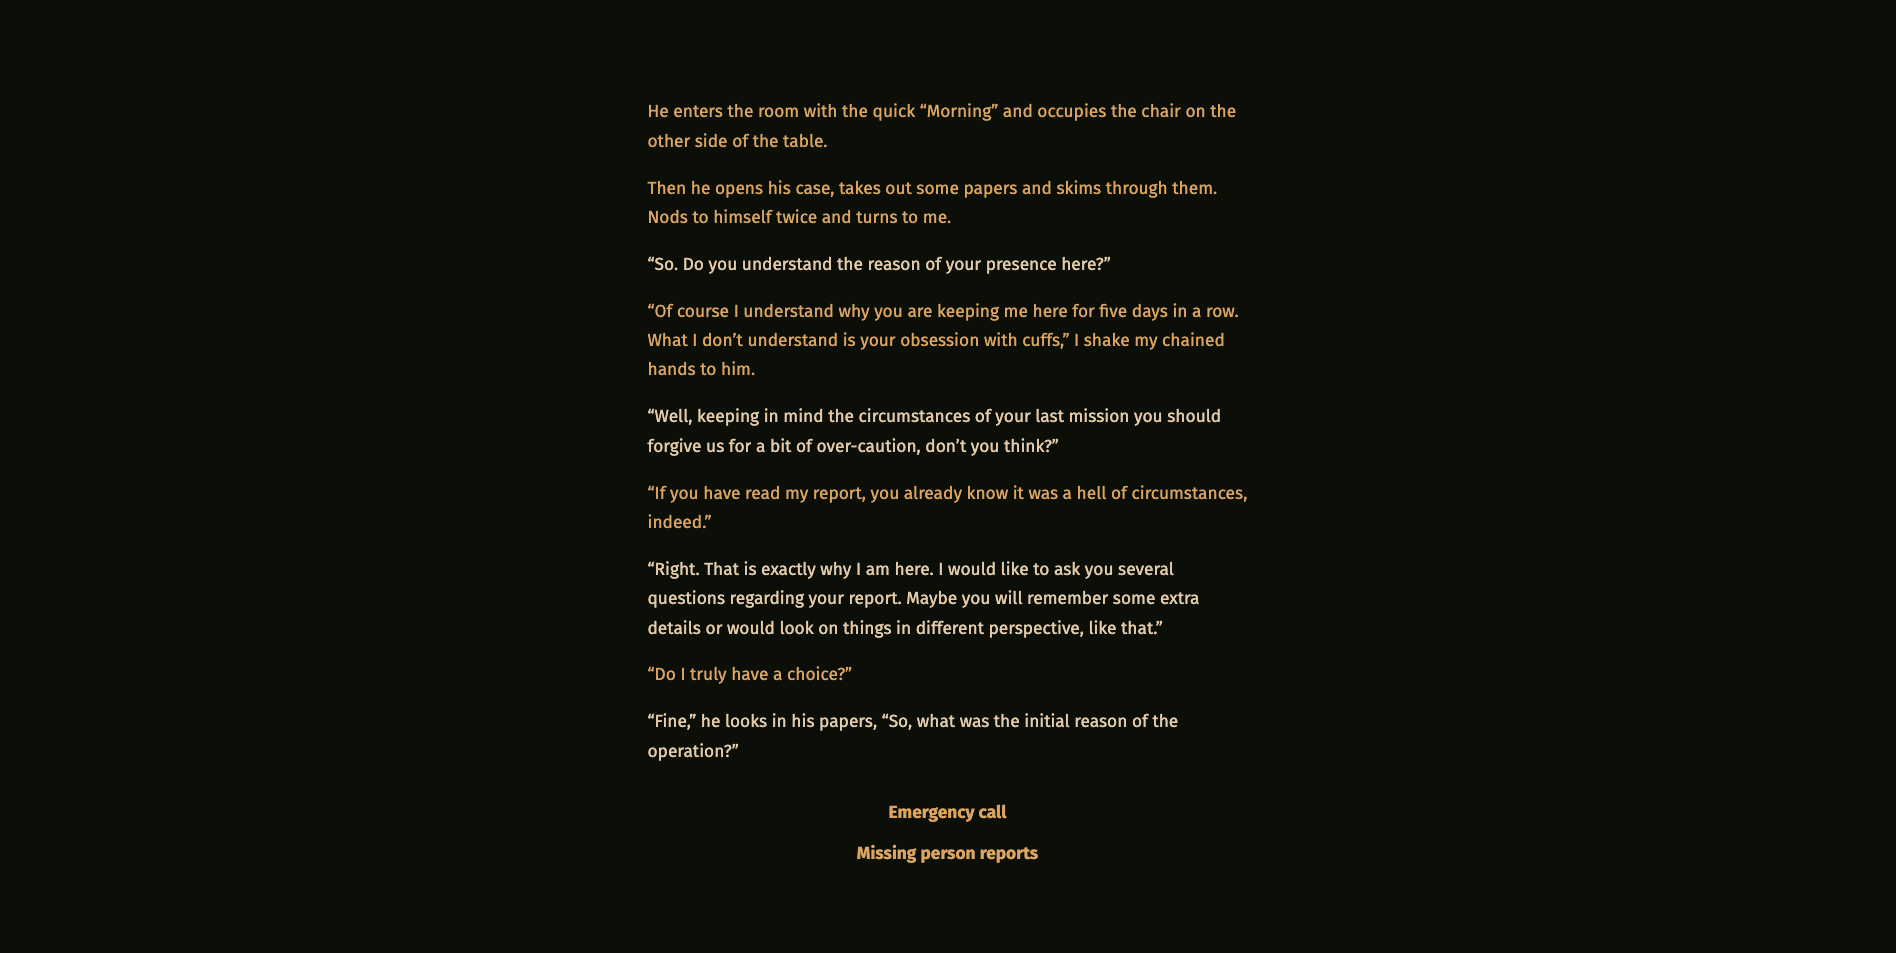 He enters the room with the quick “Morning” and occupies the chair on the
other side of the table.
Then he opens his case, takes out some papers and skims through them.
Nods to himself twice and turns to me.
“So. Do you understand the reason of your presence here?”
“Of course I understand why you are keeping me here for five days in a row.
What I don’t understand is your obsession with cuffs,” I shake my chained
hands to him.
“Well, keeping in mind the circumstances of your last mission you should
forgive us for a bit of over-caution, don’t you think?”
“If you have read my report, you already know it was a hell of circumstances,
indeed.”
“Right. That is exactly why I am here. I would like to ask you several
questions regarding your report. Maybe you will remember some extra
details or would look on things in different perspective, like that.”
“Do I truly have a choice?”
“Fine,” he looks in his papers, “So, what was the initial reason of the
operation?”
Emergency call
Missing person reports